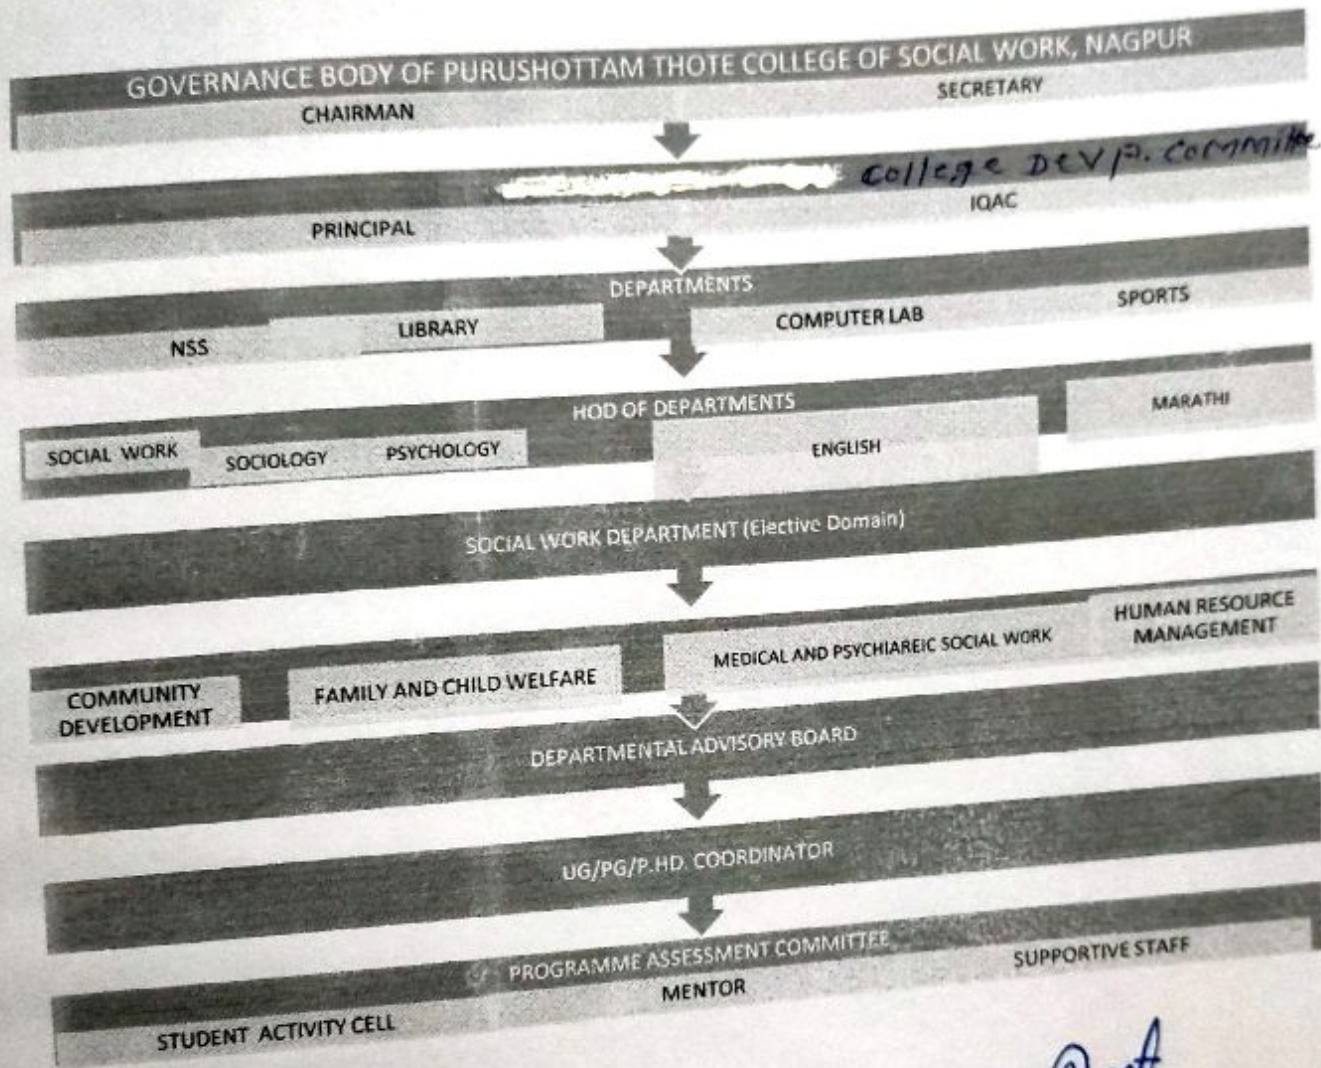 GOVERNANCE BODY OF PURUSHOTTAM THOTE COLLEGE OF SOCIAL WORK, NAGPUR
CHAIRMAN SECRETARY
College Devp. Committee
PRINCIPAL IQAC
DEPARTMENTS
NSS LIBRARY COMPUTER LAB SPORTS
HOD OF DEPARTMENTS
SOCIAL WORK SOCIOLOGY PSYCHOLOGY ENGLISH MARATHI
SOCIAL WORK DEPARTMENT (Elective Domain)
COMMUNITY
DEVELOPMENT
FAMILY AND CHILD WELFARE
MEDICAL AND PSYCHIAREIC SOCIAL WORK
HUMAN RESOURCE
MANAGEMENT
DEPARTMENTAL ADVISORY BOARD
UG/PG/P.HD. COORDINATOR
PROGRAMME ASSESSMENT COMMITTEE
STUDENT ACTIVITY CELL MENTOR SUPPORTIVE STAFF